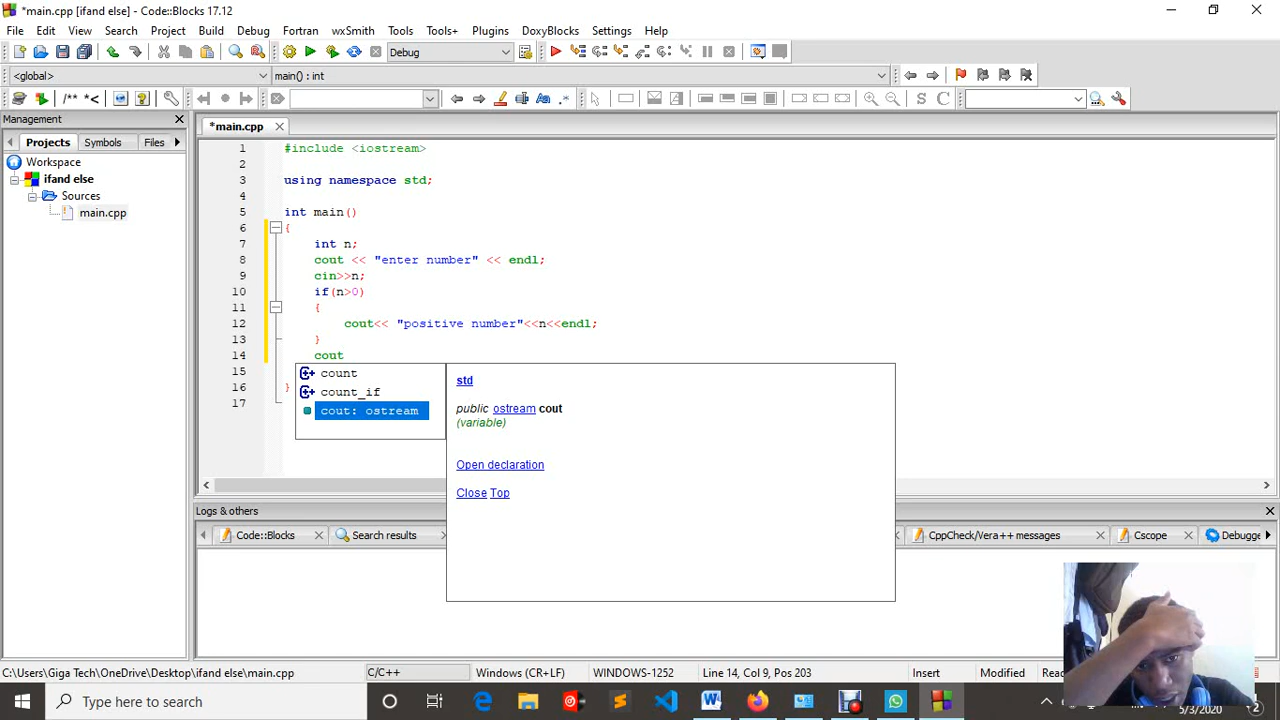 *main.cpp [ifand else] - Code::Blocks 17.12
File Edit View Search Project Build Debug Fortran wxSmith Tools Tools+ Plugins DoxyBlocks Settings Help
Debug
<global> main() : int
/** *< S C
Management
*main.cpp
Projects Symbols Files
Workspace
ifand else
Sources
main.cpp
1 #include <iostream>
2
3 using namespace std;
4
5 int main()
6 {
7 int n;
8 cout << "enter number" << endl;
9 cin>>n;
10 if(n>0)
11 {
12 cout<< "positive number"<<n<<endl;
13 }
14 cout
15
16 }
17
count
count_if
cout: ostream
std
public ostream cout
(variable)
Open declaration
Close Top
Logs & others
Code::Blocks Search results CppCheck/Vera++ messages Cscope Debugge
C:\Users\Giga Tech\OneDrive\Desktop\ifand else\main.cpp C/C++ Windows (CR+LF) WINDOWS-1252 Line 14, Col 9, Pos 203 Insert Modified Rea
Type here to search
5/3/2020
2